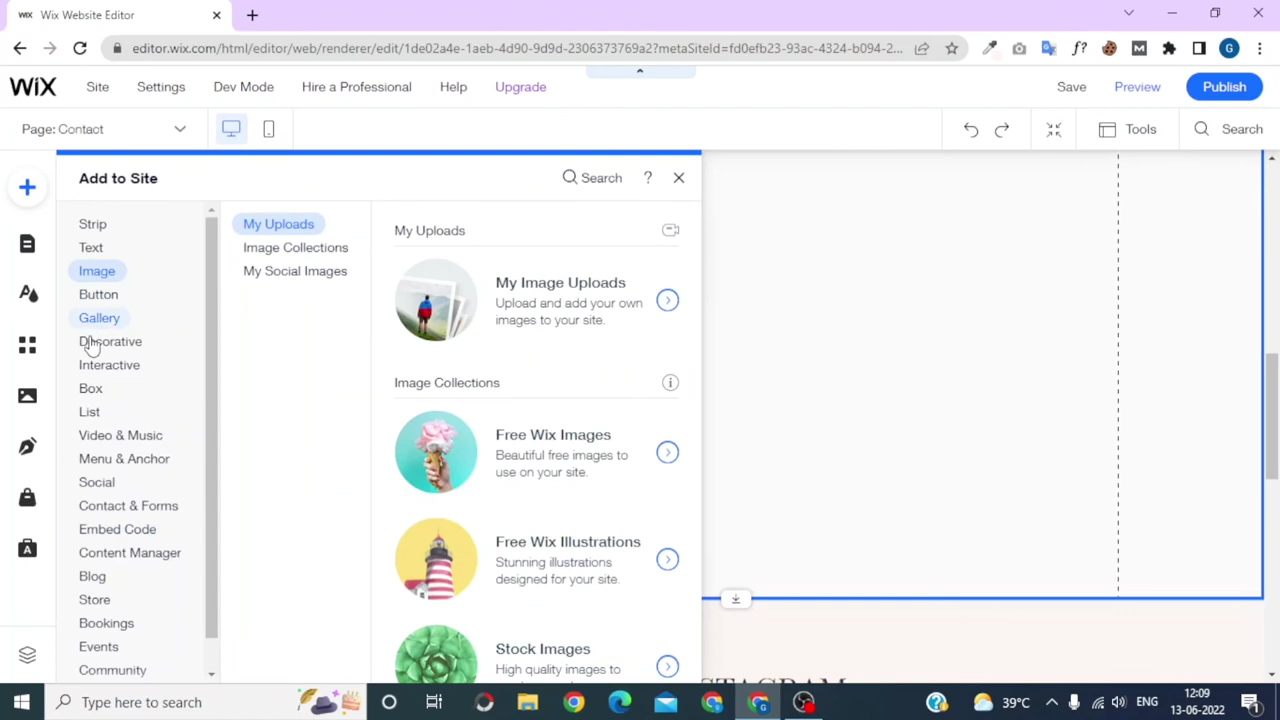 WiX Wix Website Editor
editor.wix.com/html/editor/web/renderer/edit/1de02a4e-1aeb-4d90-9d9d-2306373769a2?metaSiteId=fd0efb23-93ac-4324-b094-2...
WiX Site Settings Dev Mode Hire a Professional Help Upgrade Save Preview Publish
Page: Contact Tools Search
Add to Site Search ?
Strip
Text
Image
Button
Gallery
Decorative
Interactive
Box
List
Video & Music
Menu & Anchor
Social
Contact & Forms
Embed Code
Content Manager
Blog
Store
Bookings
Events
Community
My Uploads
Image Collections
My Social Images
My Uploads
My Image Uploads
Upload and add your own
images to your site.
Image Collections
Free Wix Images
Beautiful free images to
use on your site.
Free Wix Illustrations
Stunning illustrations
designed for your site.
Stock Images
High quality images to
Type here to search
39°C ENG
12:09
13-06-2022